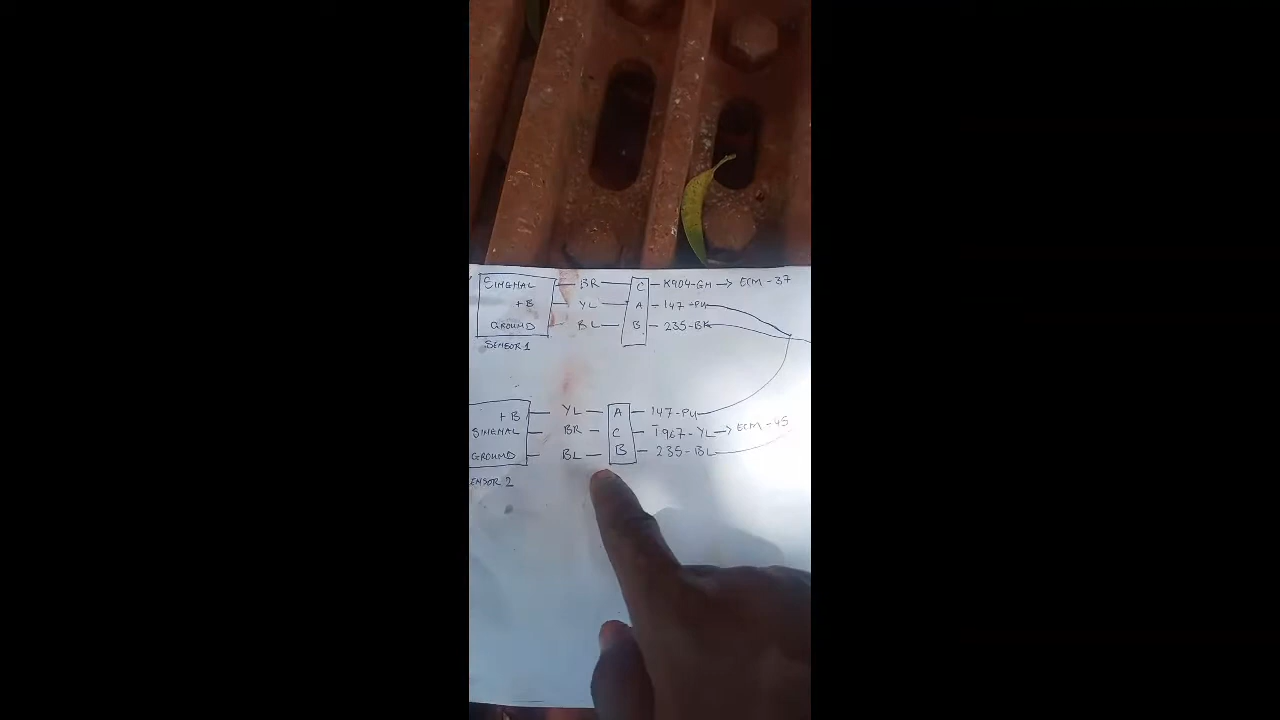 SINGNAL BR C K904-GN → ECM-37
+B YL A 147-PU
GROUND BL B 235-BK
SENSOR 1
+B YL A 147-PU
SINGNAL BR C T967-YL → ECM-45
GROUND BL B 235-BL
ENSOR 2